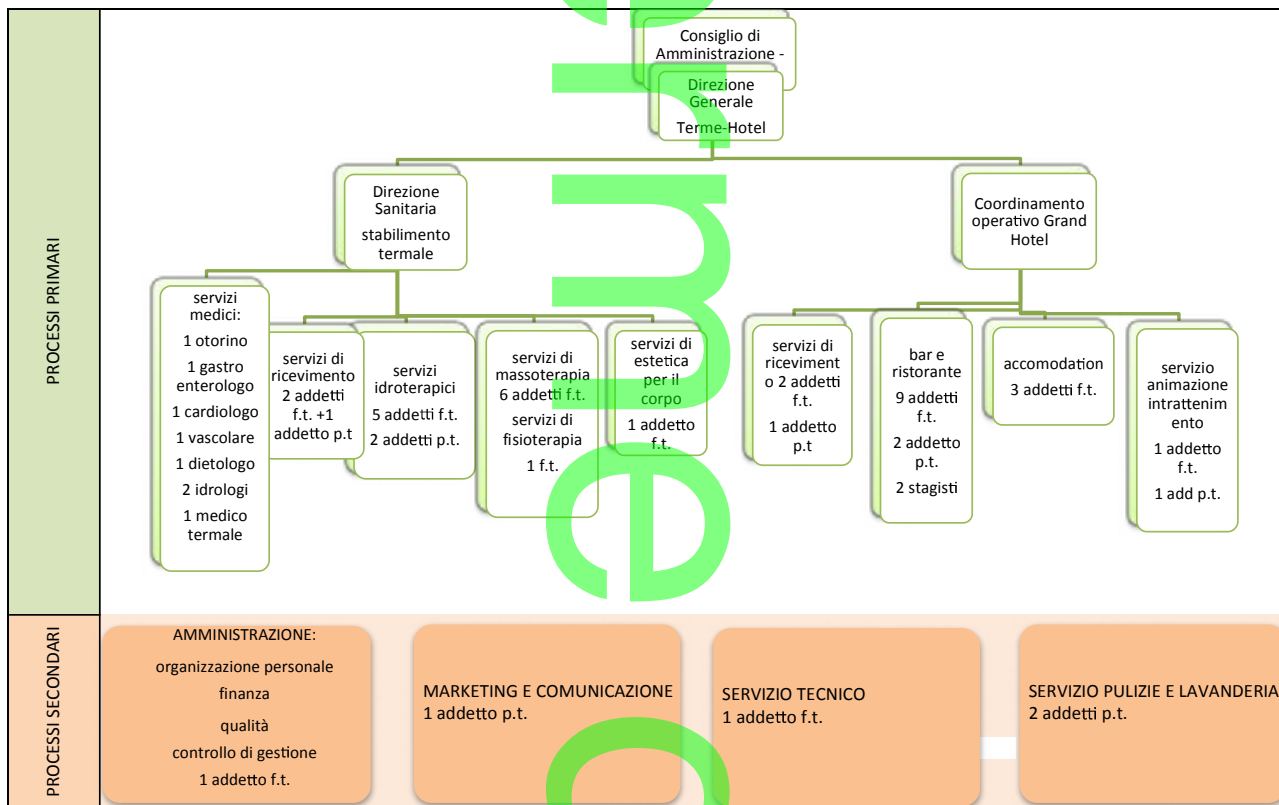 PROCESSI PRIMARI
Consiglio di
Amministrazione -
Direzione
Generale
Terme-Hotel
Direzione
Sanitaria
stabilimento
termale
Coordinamento
operativo Grand
Hotel
servizi
medici:
1 otorino
1 gastro
enterologo
1 cardiologo
1 vascolare
1 dietologo
2 idrologi
1 medico
termale
servizi di
ricevimento
2 addetti
f.t. +1
addetto p.t
servizi
idroterapici
5 addetti f.t.
2 addetti p.t.
servizi di
massoterapia
6 addetti f.t.
servizi di
fisioterapia
1 f.t.
servizi di
estetica
per il
corpo
1 addetto
f.t.
servizi di
riceviment
o 2 addetti
f.t.
1 addetto
p.t
bar e
ristorante
9 addetti
f.t.
2 addetto
p.t.
2 stagisti
accomodation
3 addetti f.t.
servizio
animazione
intrattenim
ento
1 addetto
f.t.
1 add p.t.
PROCESSI SECONDARI
AMMINISTRAZIONE:
organizzazione personale
finanza
qualità
controllo di gestione
1 addetto f.t.
MARKETING E COMUNICAZIONE
1 addetto p.t.
SERVIZIO TECNICO
1 addetto f.t.
SERVIZIO PULIZIE E LAVANDERIA
2 addetti p.t.